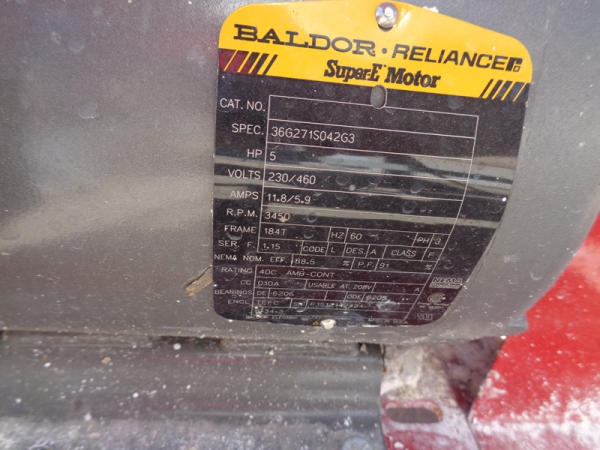 BALDOR · RELIANCE
Super-E Motor
CAT. NO.
SPEC. 36G271S042G3
HP 5
VOLTS 230/460
AMPS 11.8/5.9
R.P.M. 3450
FRAME 184T HZ 60 PH 3
SER. F. 1.15 CODE L DES. A CLASS F
NEMA NOM. EFF. 88.5 % P.F. 91 %
RATING 40C AMB-CONT
CC 010A USABLE AT 208V A
BEARINGS DE 6206 ODE 6205
ENCL TEFC SN